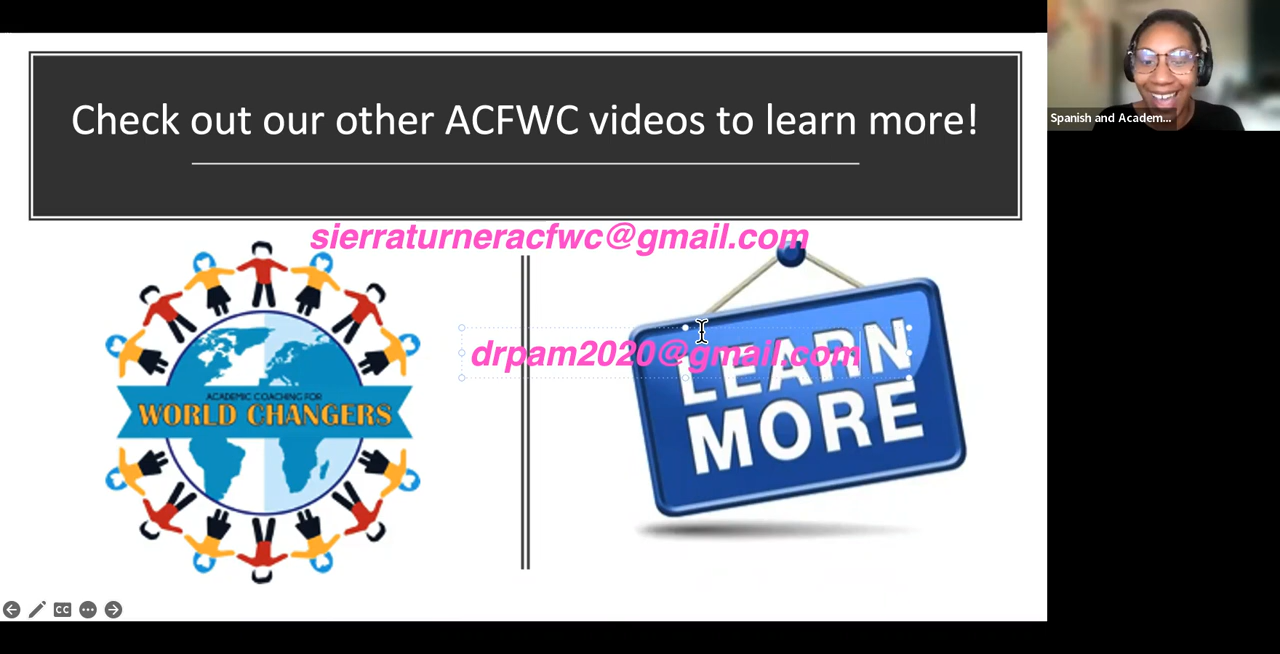 Check out our other ACFWC videos to learn more!
Spanish and Academ...
sierraturneracfwc@gmail.com
drpam2020@gmail.com
LEARN
MORE
ACADEMIC COACHING FOR
WORLD CHANGERS
CC